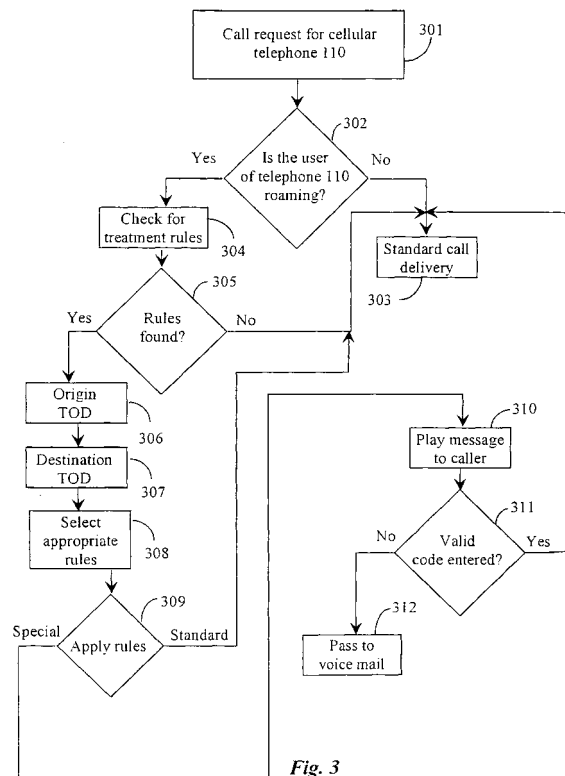 Call request for cellular
telephone 110
301
302
Yes
Is the user
of telephone 110
roaming?
No
Check for
treatment rules
304
Standard call
delivery
303
305
Yes
Rules
found?
No
Origin
TOD
306
Destination
TOD
307
Select
appropriate
rules
308
309
Special
Apply rules
Standard
310
Play message
to caller
311
No
Valid
code entered?
Yes
312
Pass to
voice mail
Fig. 3